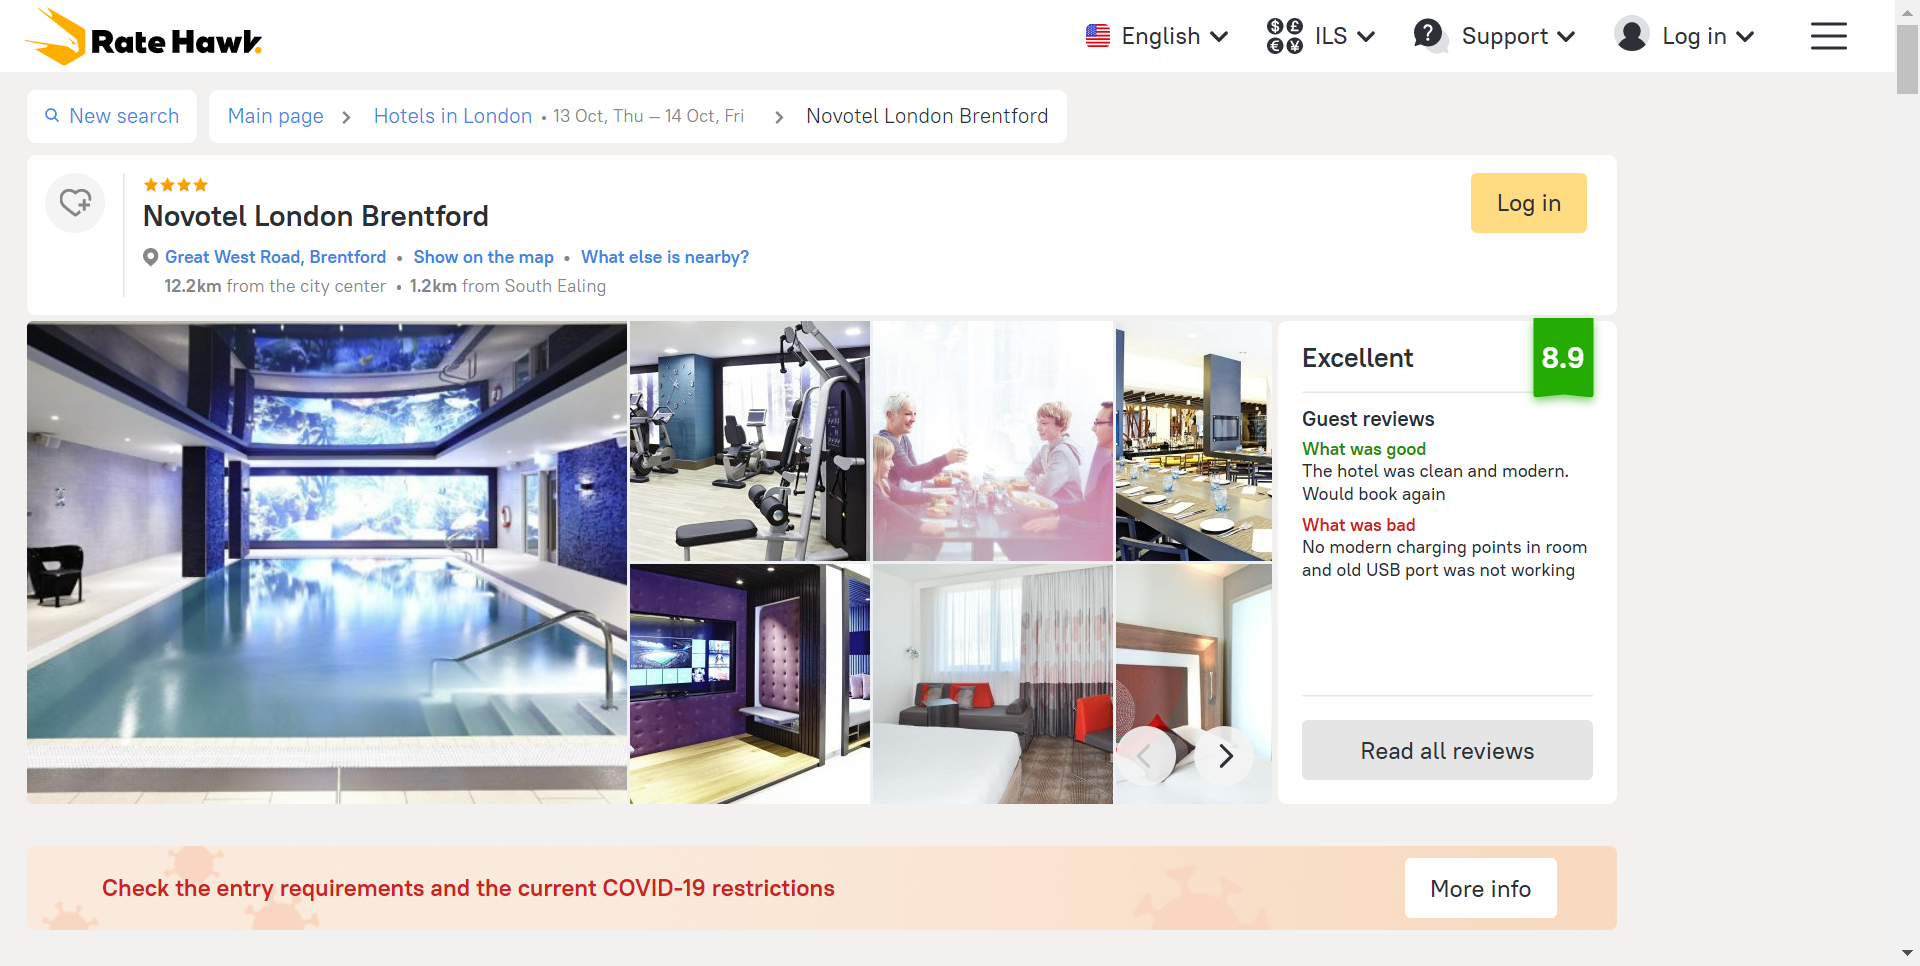 Rate Hawk.
English
ILS
Support
Log in
New search
Main page
Hotels in London • 13 Oct, Thu – 14 Oct, Fri
Novotel London Brentford
Novotel London Brentford
Log in
Great West Road, Brentford • Show on the map • What else is nearby?
12.2km from the city center • 1.2km from South Ealing
Excellent
8.9
Guest reviews
What was good
The hotel was clean and modern.
Would book again
What was bad
No modern charging points in room
and old USB port was not working
Read all reviews
Check the entry requirements and the current COVID-19 restrictions
More info